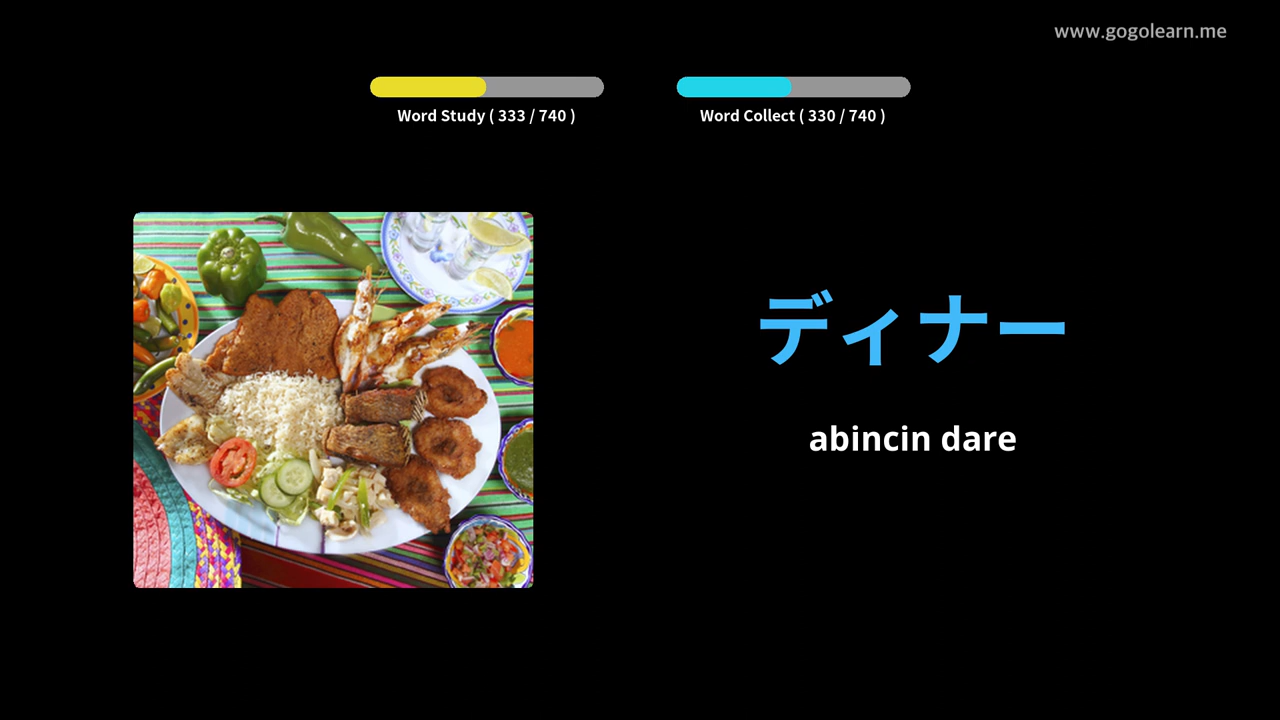 www.gogolearn.me
Word Study ( 333 / 740 )
Word Collect ( 330 / 740 )
ディナー
abincin dare